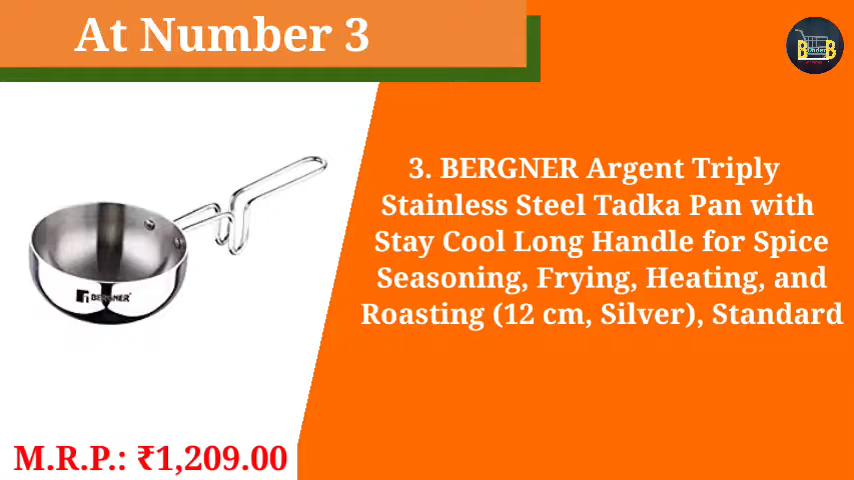 At Number 3
B Under B
3. BERGNER Argent Triply
Stainless Steel Tadka Pan with
Stay Cool Long Handle for Spice
Seasoning, Frying, Heating, and
Roasting (12 cm, Silver), Standard
BERGNER
M.R.P.: ₹1,209.00